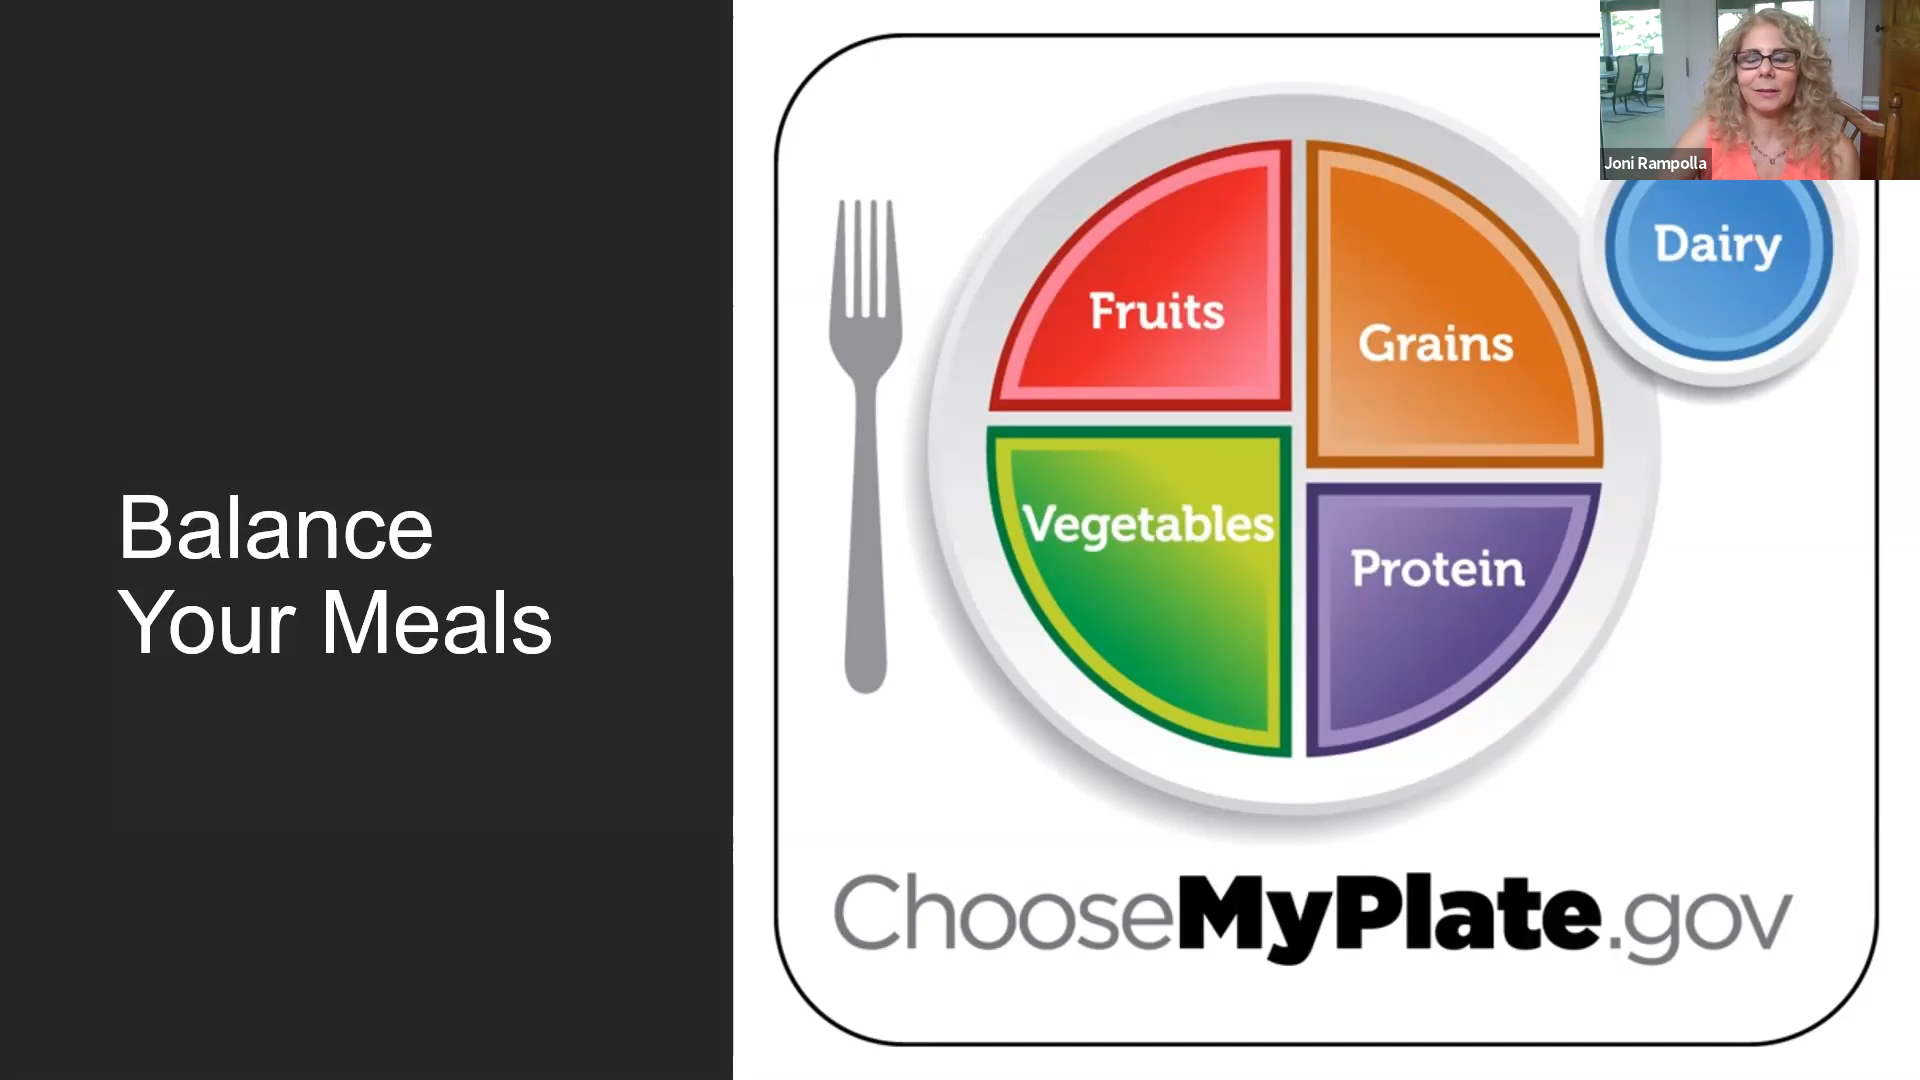 Balance
Your Meals
Fruits
Grains
Dairy
Vegetables
Protein
ChooseMyPlate.gov
Joni Rampolla